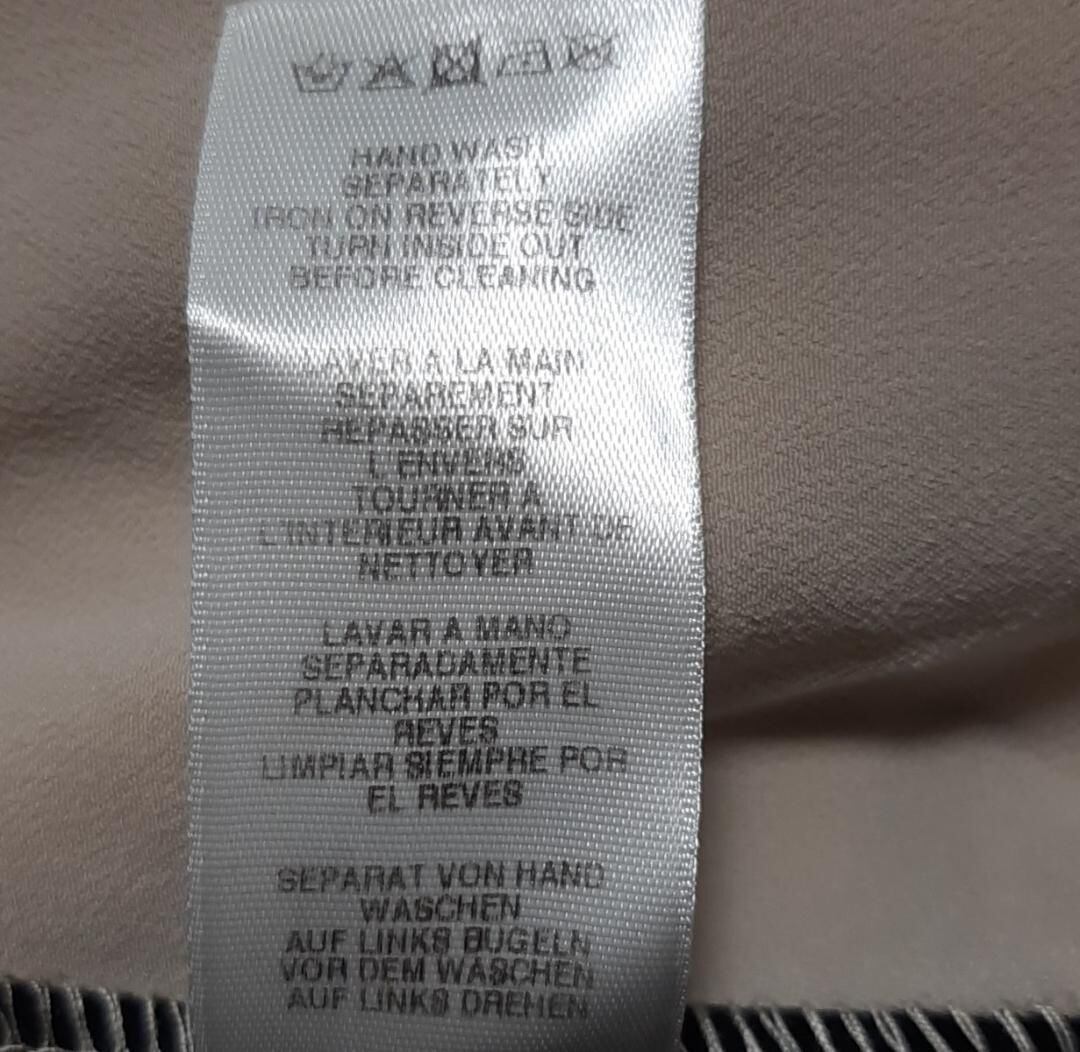 HAND WASH
SEPARATELY
IRON ON REVERSE SIDE
TURN INSIDE OUT
BEFORE CLEANING
LAVER A LA MAIN
SEPAREMENT
REPASSER SUR
L'ENVERS
TOURNER A
L'INTERIEUR AVANT DE
NETTOYER
LAVAR A MANO
SEPARADAMENTE
PLANCHAR POR EL
REVES
LIMPIAR SIEMPRE POR
EL REVES
SEPARAT VON HAND
WASCHEN
AUF LINKS BUGELN
VOR DEM WASCHEN
AUF LINKS DREHEN